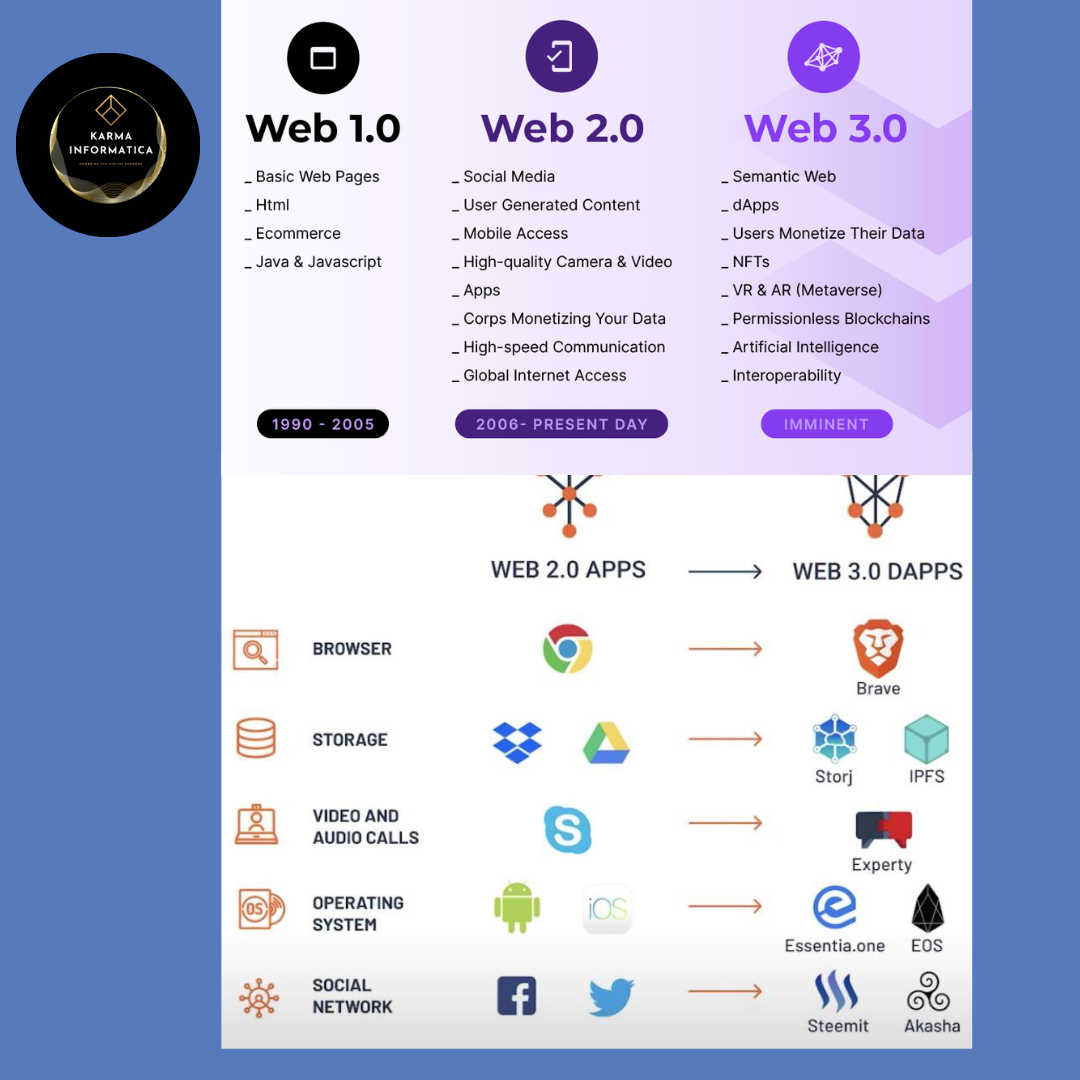 KARMA
INFORMATICA
Web 1.0
_ Basic Web Pages
_ Html
_ Ecommerce
_ Java & Javascript
1990 - 2005
Web 2.0
_ Social Media
_ User Generated Content
_ Mobile Access
_ High-quality Camera & Video
_ Apps
_ Corps Monetizing Your Data
_ High-speed Communication
_ Global Internet Access
2006- PRESENT DAY
Web 3.0
_ Semantic Web
_ dApps
_ Users Monetize Their Data
_ NFTs
_ VR & AR (Metaverse)
_ Permissionless Blockchains
_ Artificial Intelligence
_ Interoperability
IMMINENT
WEB 2.0 APPS
WEB 3.0 DAPPS
BROWSER
Brave
STORAGE
Storj
IPFS
VIDEO AND
AUDIO CALLS
S
Experty
OS
OPERATING
SYSTEM
iOS
Essentia.one
EOS
SOCIAL
NETWORK
f
Steemit
Akasha